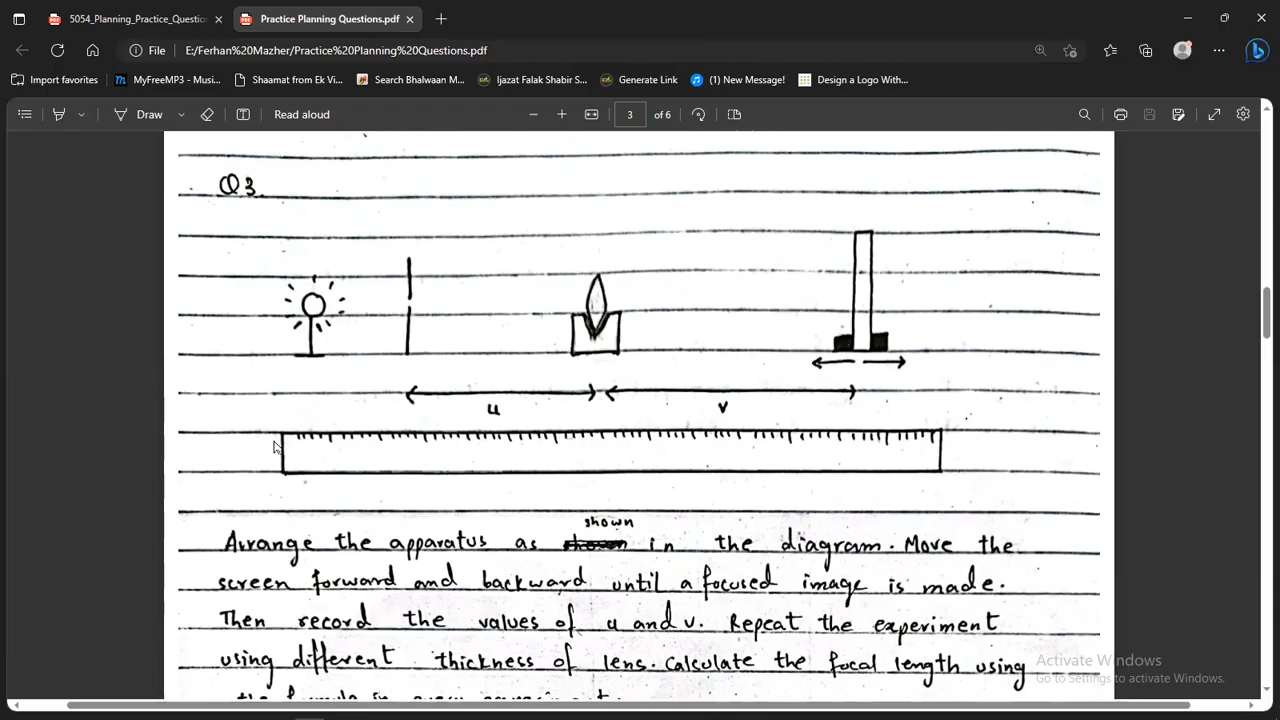 5054_Planning_Practice_Questio
Practice Planning Questions.pdf
File
E:/Ferhan%20Mazher/Practice%20Planning%20Questions.pdf
Import favorites
MyFreeMP3 - Musi...
Shaamat from Ek Vi...
Search Bhalwaan M...
Ijazat Falak Shabir S...
Generate Link
(1) New Message!
Design a Logo With...
Draw
Read aloud
3
of 6
Q3.
u
v
shown
Arrange the apparatus as in the diagram. Move the
screen forward and backward until a focused image is made.
Then record the values of u and v. Repeat the experiment
using different thickness of lens. Calculate the focal length using
Activate Windows
Go to Settings to activate Windows.